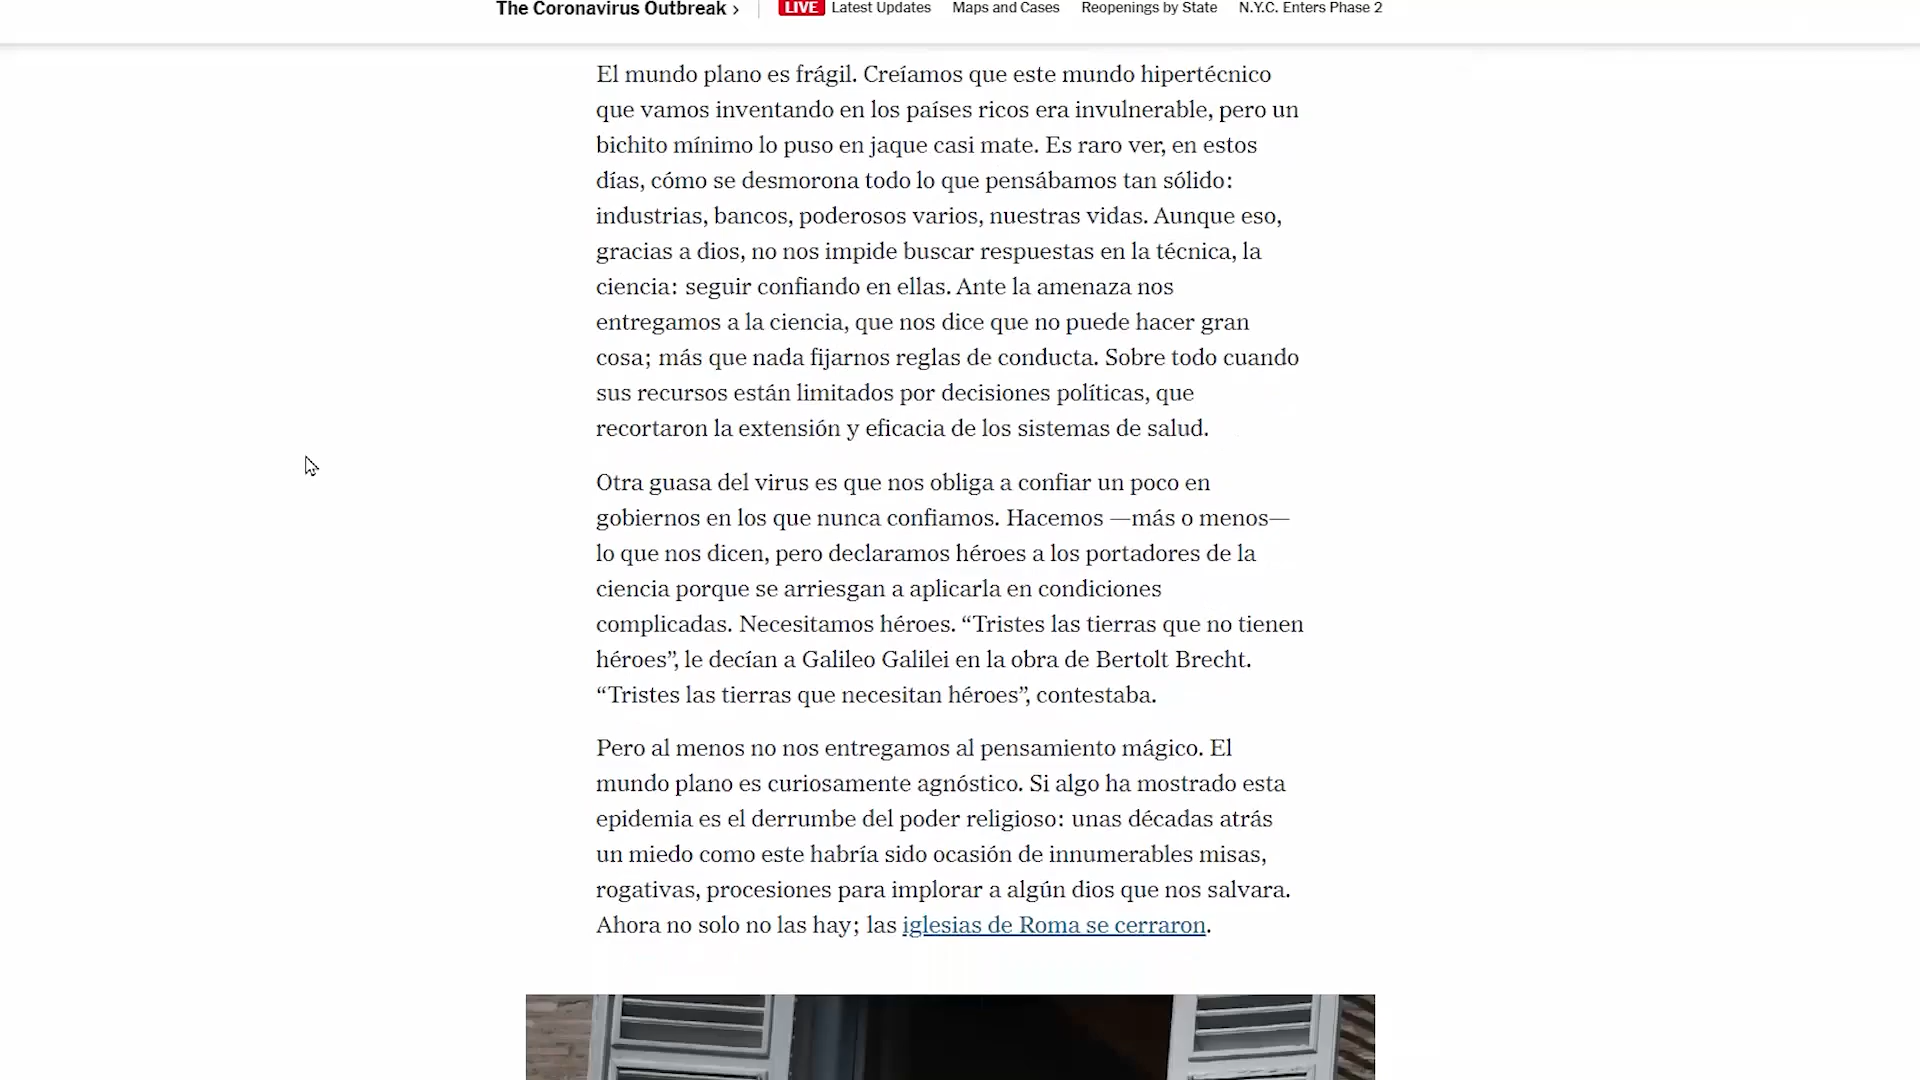 The Coronavirus Outbreak › LIVE Latest Updates Maps and Cases Reopenings by State N.Y.C. Enters Phase 2
El mundo plano es frágil. Creíamos que este mundo hipertécnico
que vamos inventando en los países ricos era invulnerable, pero un
bichito mínimo lo puso en jaque casi mate. Es raro ver, en estos
días, cómo se desmorona todo lo que pensábamos tan sólido:
industrias, bancos, poderosos varios, nuestras vidas. Aunque eso,
gracias a dios, no nos impide buscar respuestas en la técnica, la
ciencia: seguir confiando en ellas. Ante la amenaza nos
entregamos a la ciencia, que nos dice que no puede hacer gran
cosa; más que nada fijarnos reglas de conducta. Sobre todo cuando
sus recursos están limitados por decisiones políticas, que
recortaron la extensión y eficacia de los sistemas de salud.
Otra guasa del virus es que nos obliga a confiar un poco en
gobiernos en los que nunca confiamos. Hacemos —más o menos—
lo que nos dicen, pero declaramos héroes a los portadores de la
ciencia porque se arriesgan a aplicarla en condiciones
complicadas. Necesitamos héroes. “Tristes las tierras que no tienen
héroes”, le decían a Galileo Galilei en la obra de Bertolt Brecht.
“Tristes las tierras que necesitan héroes”, contestaba.
Pero al menos no nos entregamos al pensamiento mágico. El
mundo plano es curiosamente agnóstico. Si algo ha mostrado esta
epidemia es el derrumbe del poder religioso: unas décadas atrás
un miedo como este habría sido ocasión de innumerables misas,
rogativas, procesiones para implorar a algún dios que nos salvara.
Ahora no solo no las hay; las iglesias de Roma se cerraron.